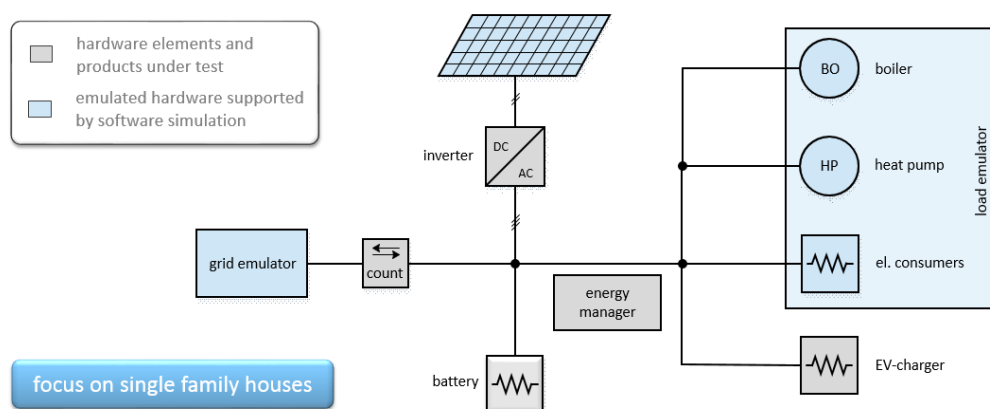 hardware elements and
products under test
emulated hardware supported
by software simulation
inverter
DC
AC
BO
boiler
HP
heat pump
load emulator
grid emulator
count
el. consumers
energy
manager
battery
EV-charger
focus on single family houses